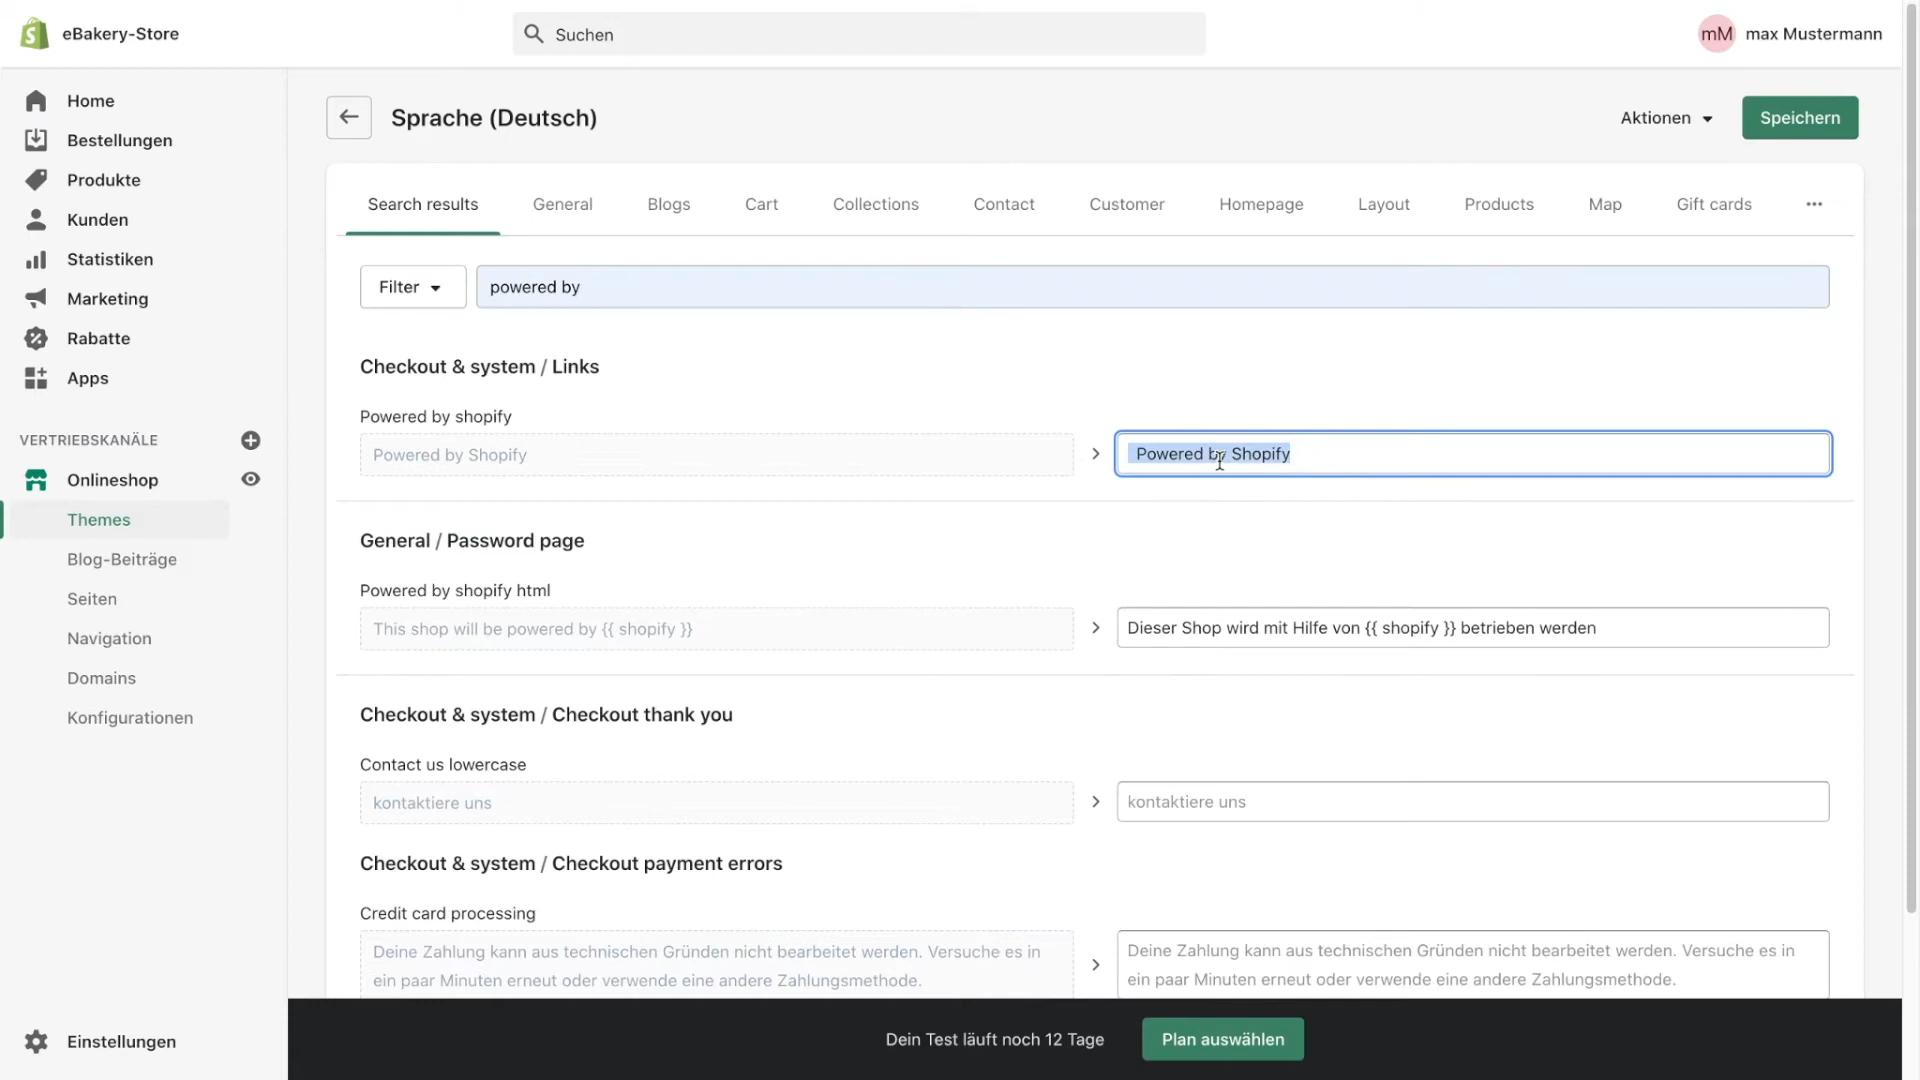 eBakery-Store
Suchen
mM max Mustermann
Home
Bestellungen
Produkte
Kunden
Statistiken
Marketing
Rabatte
Apps
VERTRIEBSKANÄLE
Onlineshop
Themes
Blog-Beiträge
Seiten
Navigation
Domains
Konfigurationen
Einstellungen
Sprache (Deutsch)
Aktionen
Speichern
Search results General Blogs Cart Collections Contact Customer Homepage Layout Products Map Gift cards ...
Filter
powered by
Checkout & system / Links
Powered by shopify
Powered by Shopify
Powered by Shopify
General / Password page
Powered by shopify html
This shop will be powered by {{ shopify }}
Dieser Shop wird mit Hilfe von {{ shopify }} betrieben werden
Checkout & system / Checkout thank you
Contact us lowercase
kontaktiere uns
kontaktiere uns
Checkout & system / Checkout payment errors
Credit card processing
Deine Zahlung kann aus technischen Gründen nicht bearbeitet werden. Versuche es in
ein paar Minuten erneut oder verwende eine andere Zahlungsmethode.
Deine Zahlung kann aus technischen Gründen nicht bearbeitet werden. Versuche es in
ein paar Minuten erneut oder verwende eine andere Zahlungsmethode.
Dein Test läuft noch 12 Tage
Plan auswählen